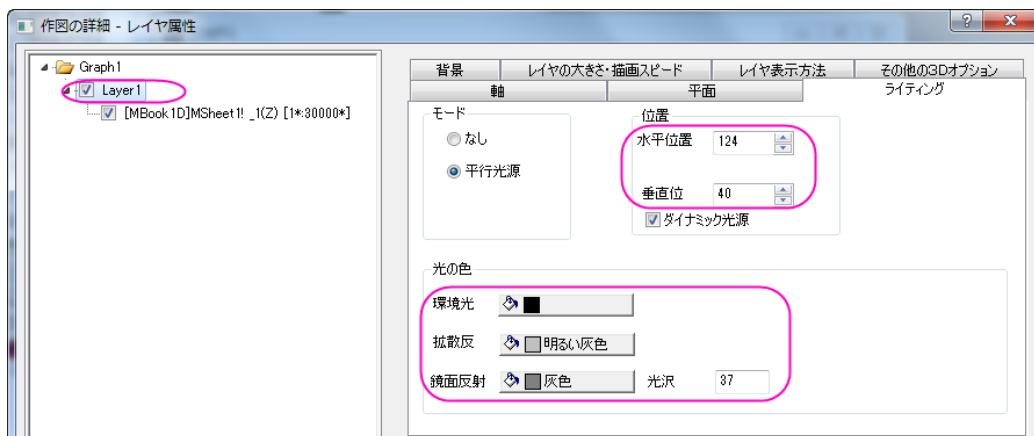 作図の詳細 - レイヤ属性
Graph1
Layer1
[MBook1D]MSheet1! _1(Z) [1*:30000*]
背景 レイヤの大きさ・描画スピード レイヤ表示方法 その他の3Dオプション
軸 平面 ライティング
モード
なし
平行光源
位置
水平位置 124
垂直位 40
ダイナミック光源
光の色
環境光
拡散反 明るい灰色
鏡面反射 灰色 光沢 37